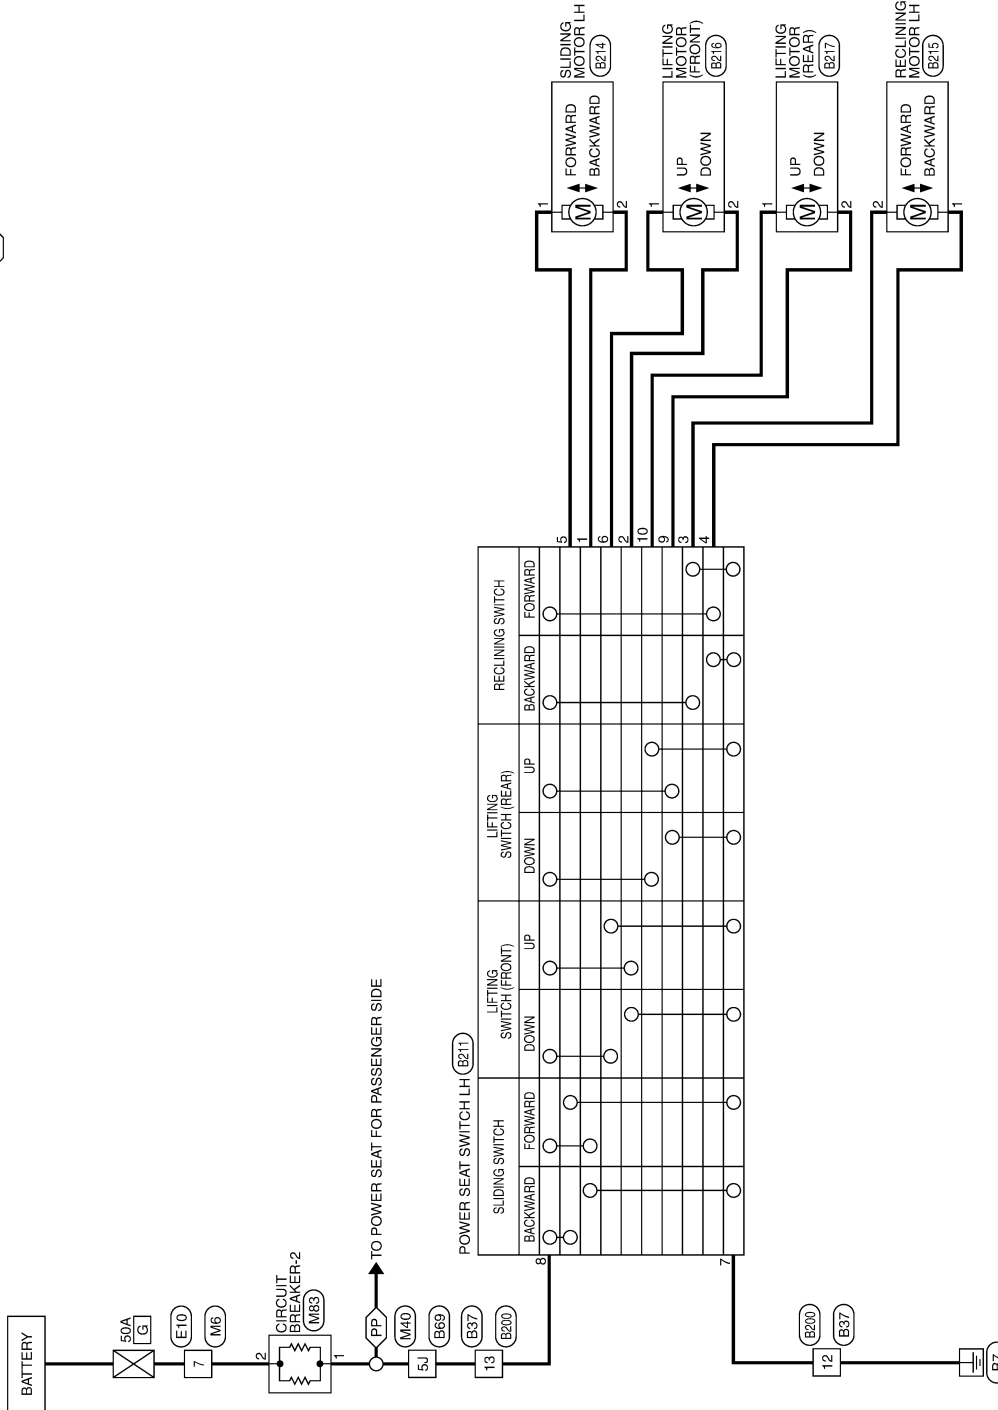 BATTERY
50A
G
E10
7
M6
2
CIRCUIT
BREAKER-2
M83
1
PP
TO POWER SEAT FOR PASSENGER SIDE
M40
5J
B69
B37
13
B200
POWER SEAT SWITCH LH
B211
8
7
SLIDING SWITCH
BACKWARD
FORWARD
LIFTING
SWITCH (FRONT)
DOWN
UP
LIFTING
SWITCH (REAR)
DOWN
UP
RECLINING SWITCH
BACKWARD
FORWARD
5
1
6
2
10
9
3
4
SLIDING
MOTOR LH
B214
FORWARD
BACKWARD
M
1
2
LIFTING
MOTOR
(FRONT)
B216
UP
DOWN
M
1
2
LIFTING
MOTOR
(REAR)
B217
UP
DOWN
M
1
2
RECLINING
MOTOR LH
B215
FORWARD
BACKWARD
M
2
1
B200
12
B37